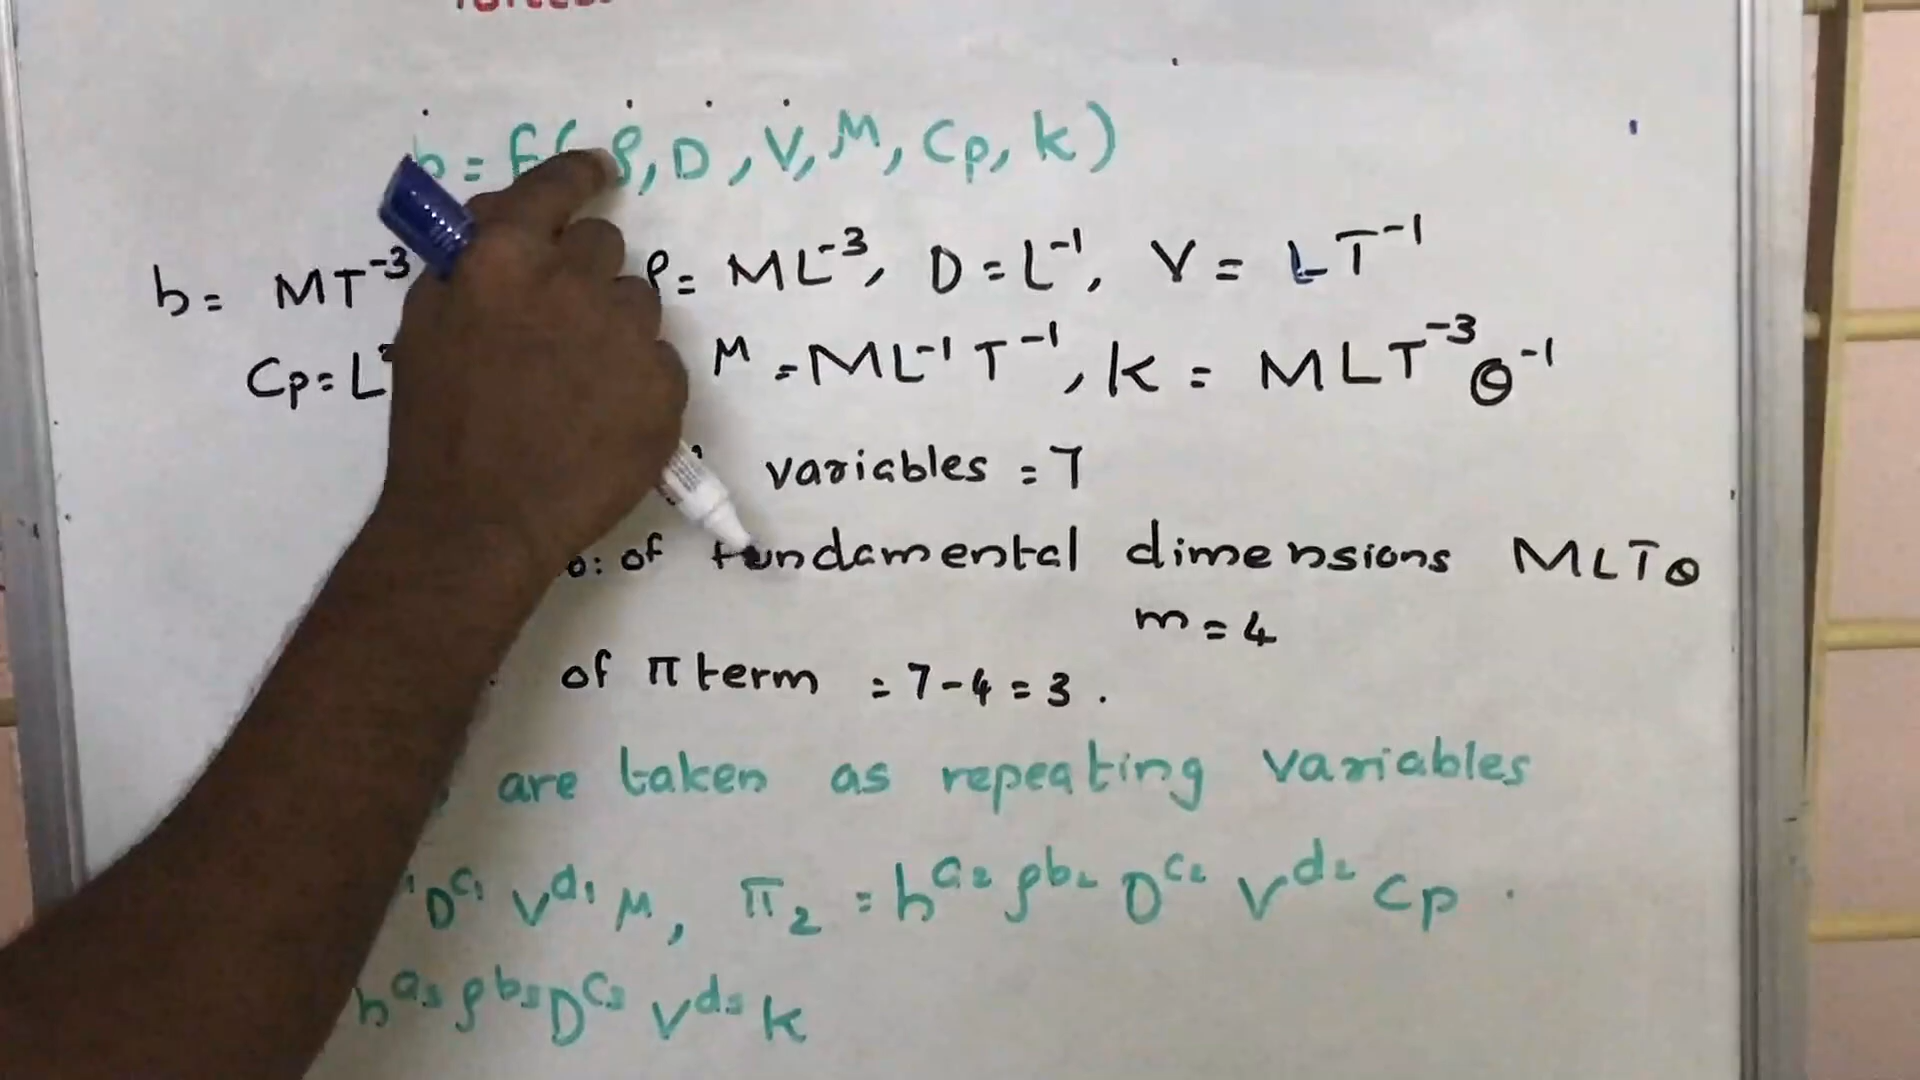 h = f(ρ, D, V, μ, Cp, k)
h = MT⁻³ ρ = ML⁻³, D = L⁻¹, V = LT⁻¹
Cp = L μ = ML⁻¹T⁻¹, k = MLT⁻³θ⁻¹
variables = 7
of fundamental dimensions MLTθ
m = 4
of π term = 7-4=3.
are taken as repeating variables
D^c₁ V^d₁ μ, π₂ = h^a₂ ρ^b₂ D^c₂ V^d₂ Cp.
h^a₃ ρ^b₃ D^c₃ V^d₃ k